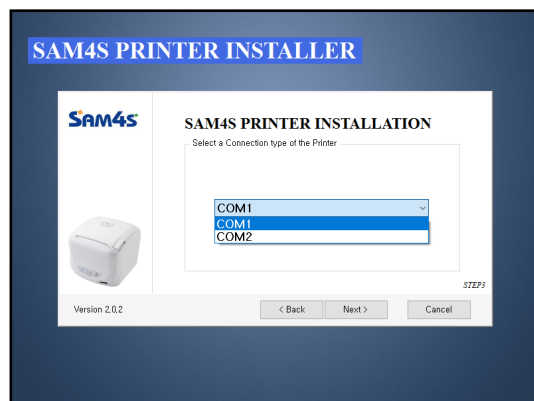 SAM4S PRINTER INSTALLER
SAM4S
SAM4S PRINTER INSTALLATION
Select a Connection type of the Printer
COM1
COM1
COM2
STEP3
Version 2.0.2
< Back
Next >
Cancel